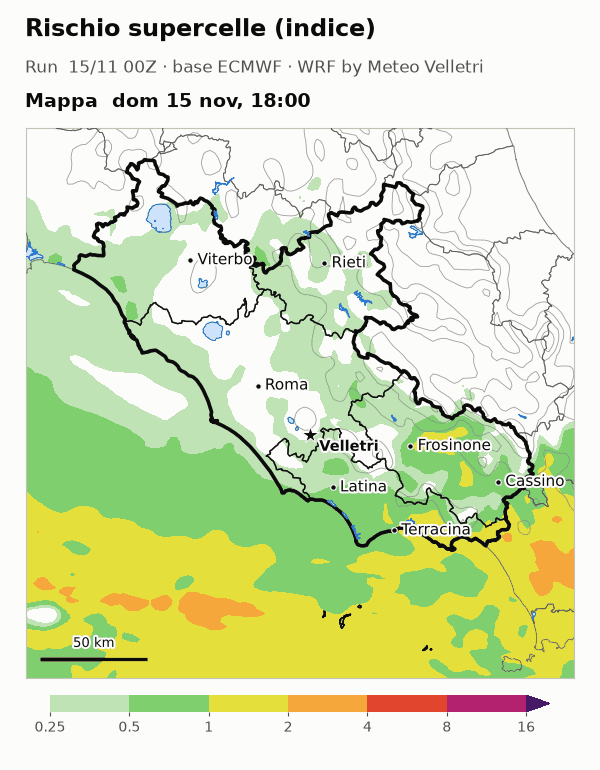 Rischio supercelle (indice)
Run  15/11 00Z · base ECMWF · WRF by Meteo Velletri
Mappa  dom 15 nov, 18:00
Viterbo
Rieti
Roma
Velletri
Frosinone
Cassino
Latina
Terracina
50 km
0.25 0.5 1 2 4 8 16